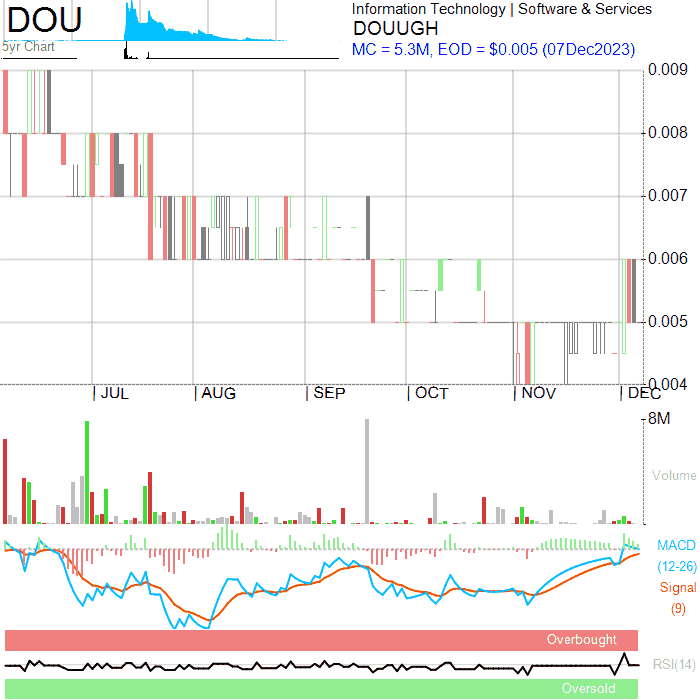 DOU
5yr Chart
Information Technology | Software & Services
DOUUGH
MC = 5.3M, EOD = $0.005 (07Dec2023)
0.009
0.008
0.007
0.006
0.005
0.004
JUL AUG SEP OCT NOV DEC
8M
Volume
MACD
(12-26)
Signal
(9)
Overbought
RSI(14)
Oversold